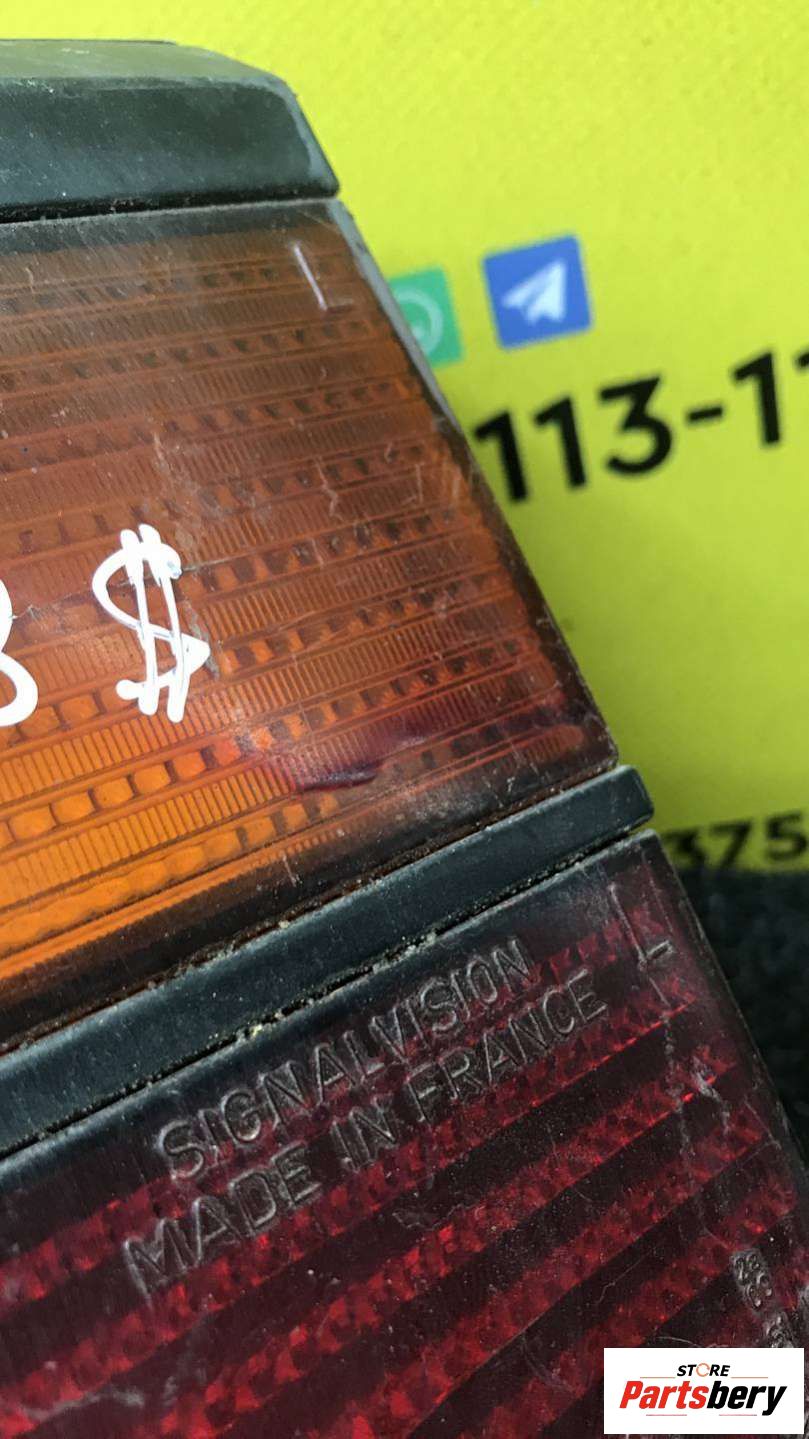 L
113-11
$
375
L
SIGNALVISION
MADE IN FRANCE
STORE
Partsbery